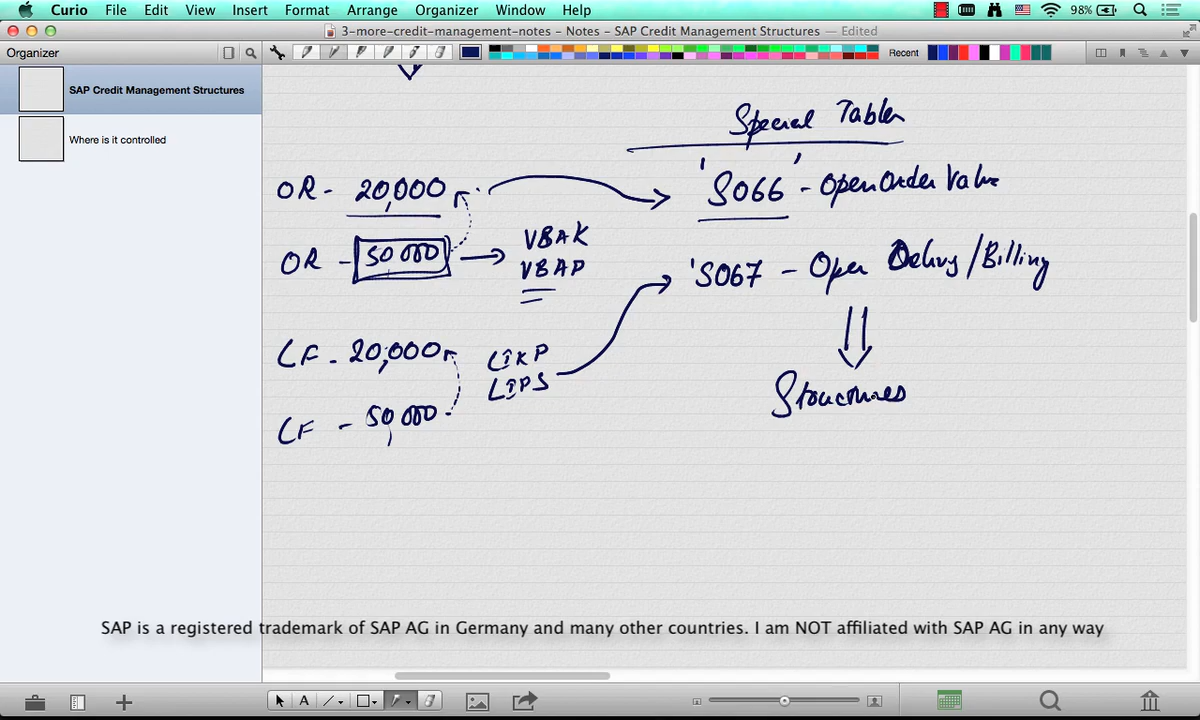 Curio File Edit View Insert Format Arrange Organizer Window Help 98%
3-more-credit-management-notes - Notes - SAP Credit Management Structures — Edited
Organizer
Recent
SAP Credit Management Structures
Where is it controlled
Special Tables
OR - 20,000
'S066' - Open Order Value
OR - 50 000
VBAK
VBAP
'S067 - Open Delivry/Billing
CF - 20,000
LIKP
LIPS
Structures
CF - 50,000
SAP is a registered trademark of SAP AG in Germany and many other countries. I am NOT affiliated with SAP AG in any way
A